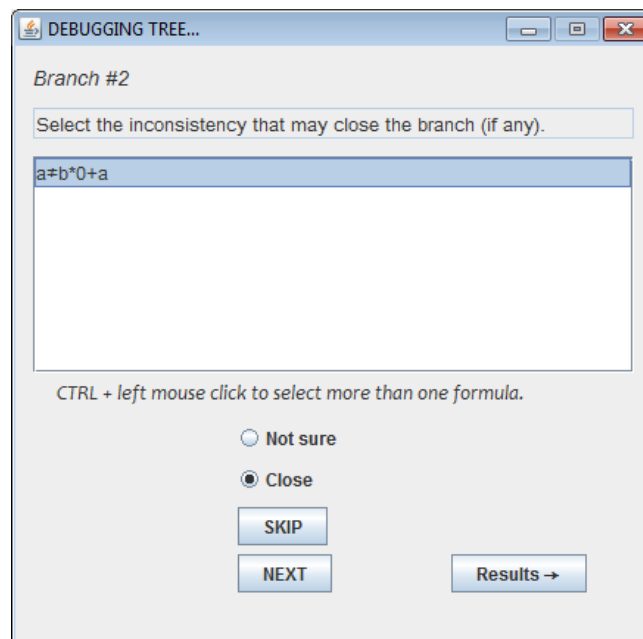 DEBUGGING TREE...
Branch #2
Select the inconsistency that may close the branch (if any).
a≠b*0+a
CTRL + left mouse click to select more than one formula.
Not sure
Close
SKIP
NEXT
Results →